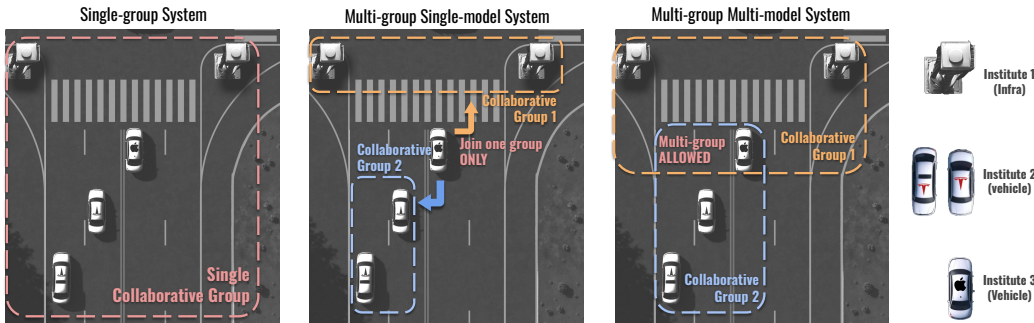 Single-group System
Single
Collaborative Group
Multi-group Single-model System
Collaborative
Group 1
Join one group
ONLY
Collaborative
Group 2
Multi-group Multi-model System
Multi-group
ALLOWED
Collaborative
Group 1
Collaborative
Group 2
Institute 1
(Infra)
Institute 2
(vehicle)
Institute 3
(Vehicle)